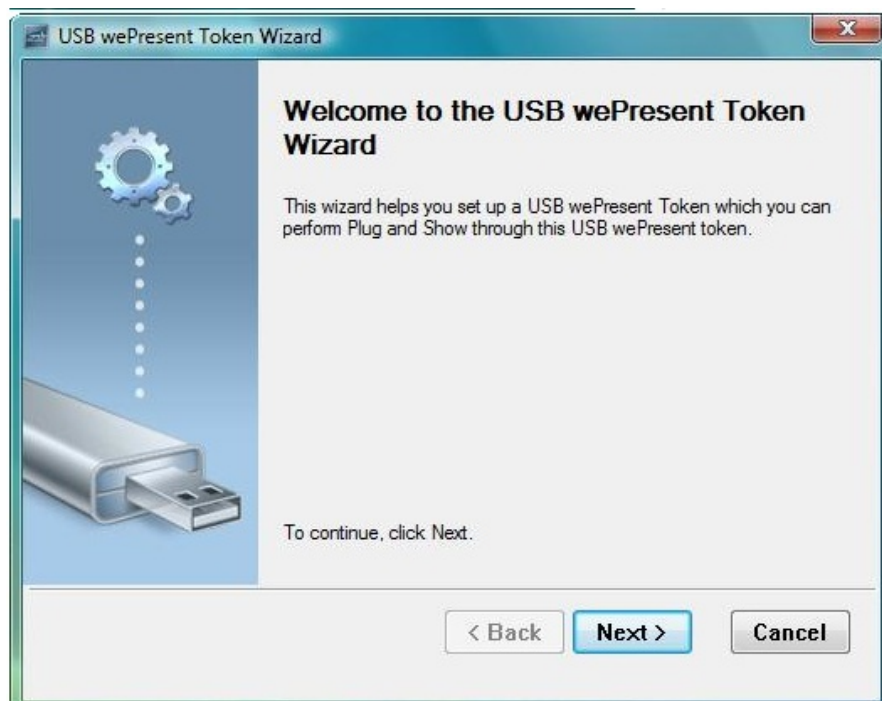 USB wePresent Token Wizard
Welcome to the USB wePresent Token
Wizard
This wizard helps you set up a USB wePresent Token which you can
perform Plug and Show through this USB wePresent token.
To continue, click Next.
< Back Next > Cancel